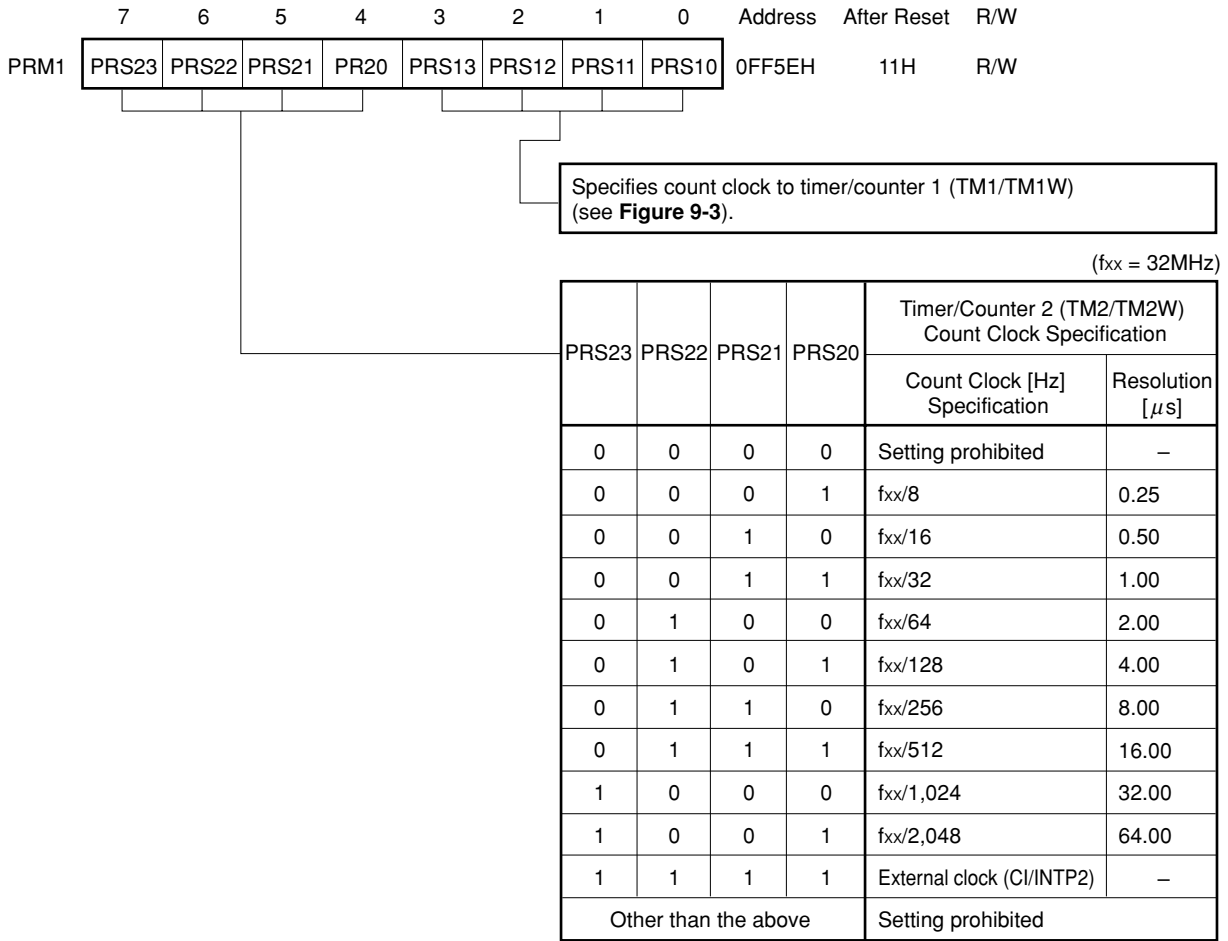 7 6 5 4 3 2 1 0 Address After Reset R/W
PRM1 PRS23 PRS22 PRS21 PR20 PRS13 PRS12 PRS11 PRS10 0FF5EH 11H R/W
Specifies count clock to timer/counter 1 (TM1/TM1W)
(see Figure 9-3).
(fxx = 32MHz)
PRS23 PRS22 PRS21 PRS20
Timer/Counter 2 (TM2/TM2W)
Count Clock Specification
Count Clock [Hz]
Specification
Resolution
[μs]
0 0 0 0 Setting prohibited –
0 0 0 1 fxx/8 0.25
0 0 1 0 fxx/16 0.50
0 0 1 1 fxx/32 1.00
0 1 0 0 fxx/64 2.00
0 1 0 1 fxx/128 4.00
0 1 1 0 fxx/256 8.00
0 1 1 1 fxx/512 16.00
1 0 0 0 fxx/1,024 32.00
1 0 0 1 fxx/2,048 64.00
1 1 1 1 External clock (CI/INTP2) –
Other than the above Setting prohibited